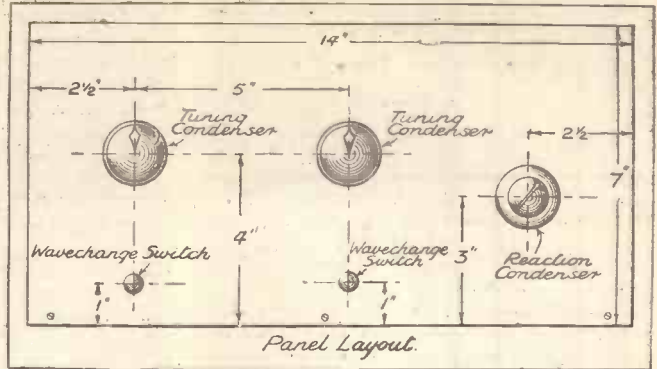 14"
2½" 5"
Tuning
Condenser
Tuning
Condenser
2½
7"
4"
3"
Wavechange Switch
Wavechange
Switch
Reaction
Condenser
1"
1"
Panel Layout.